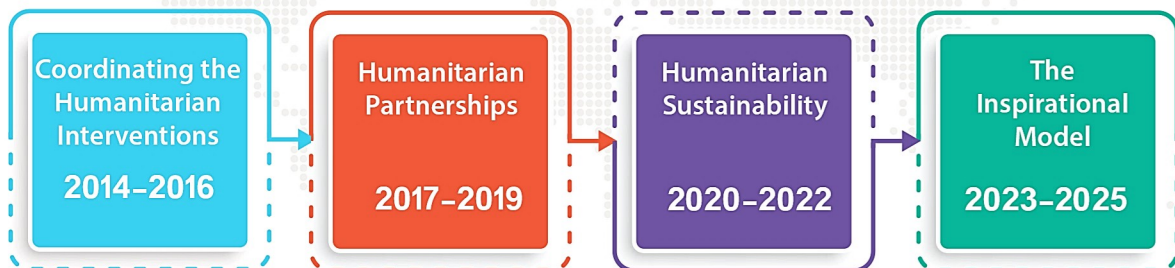 Coordinating the
Humanitarian
Interventions
2014–2016
Humanitarian
Partnerships
2017–2019
Humanitarian
Sustainability
2020–2022
The
Inspirational
Model
2023–2025